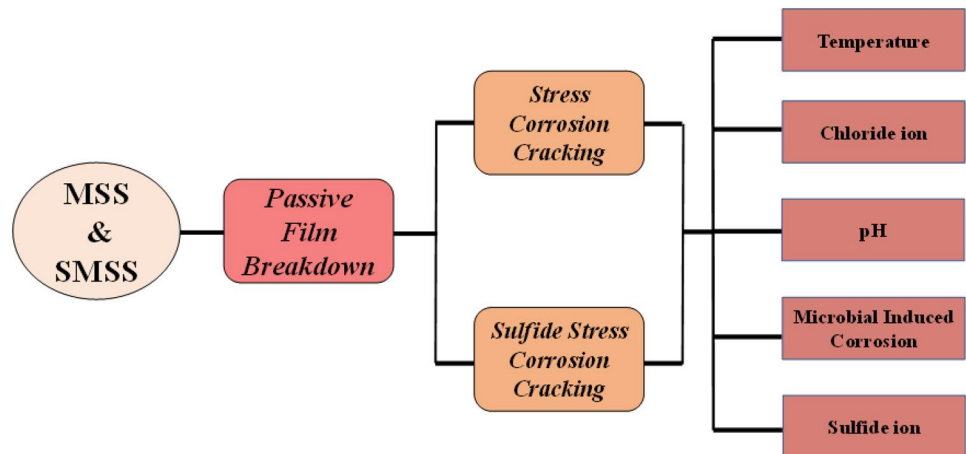 MSS
&
SMSS
Passive
Film
Breakdown
Stress
Corrosion
Cracking
Sulfide Stress
Corrosion
Cracking
Temperature
Chloride ion
pH
Microbial Induced
Corrosion
Sulfide ion